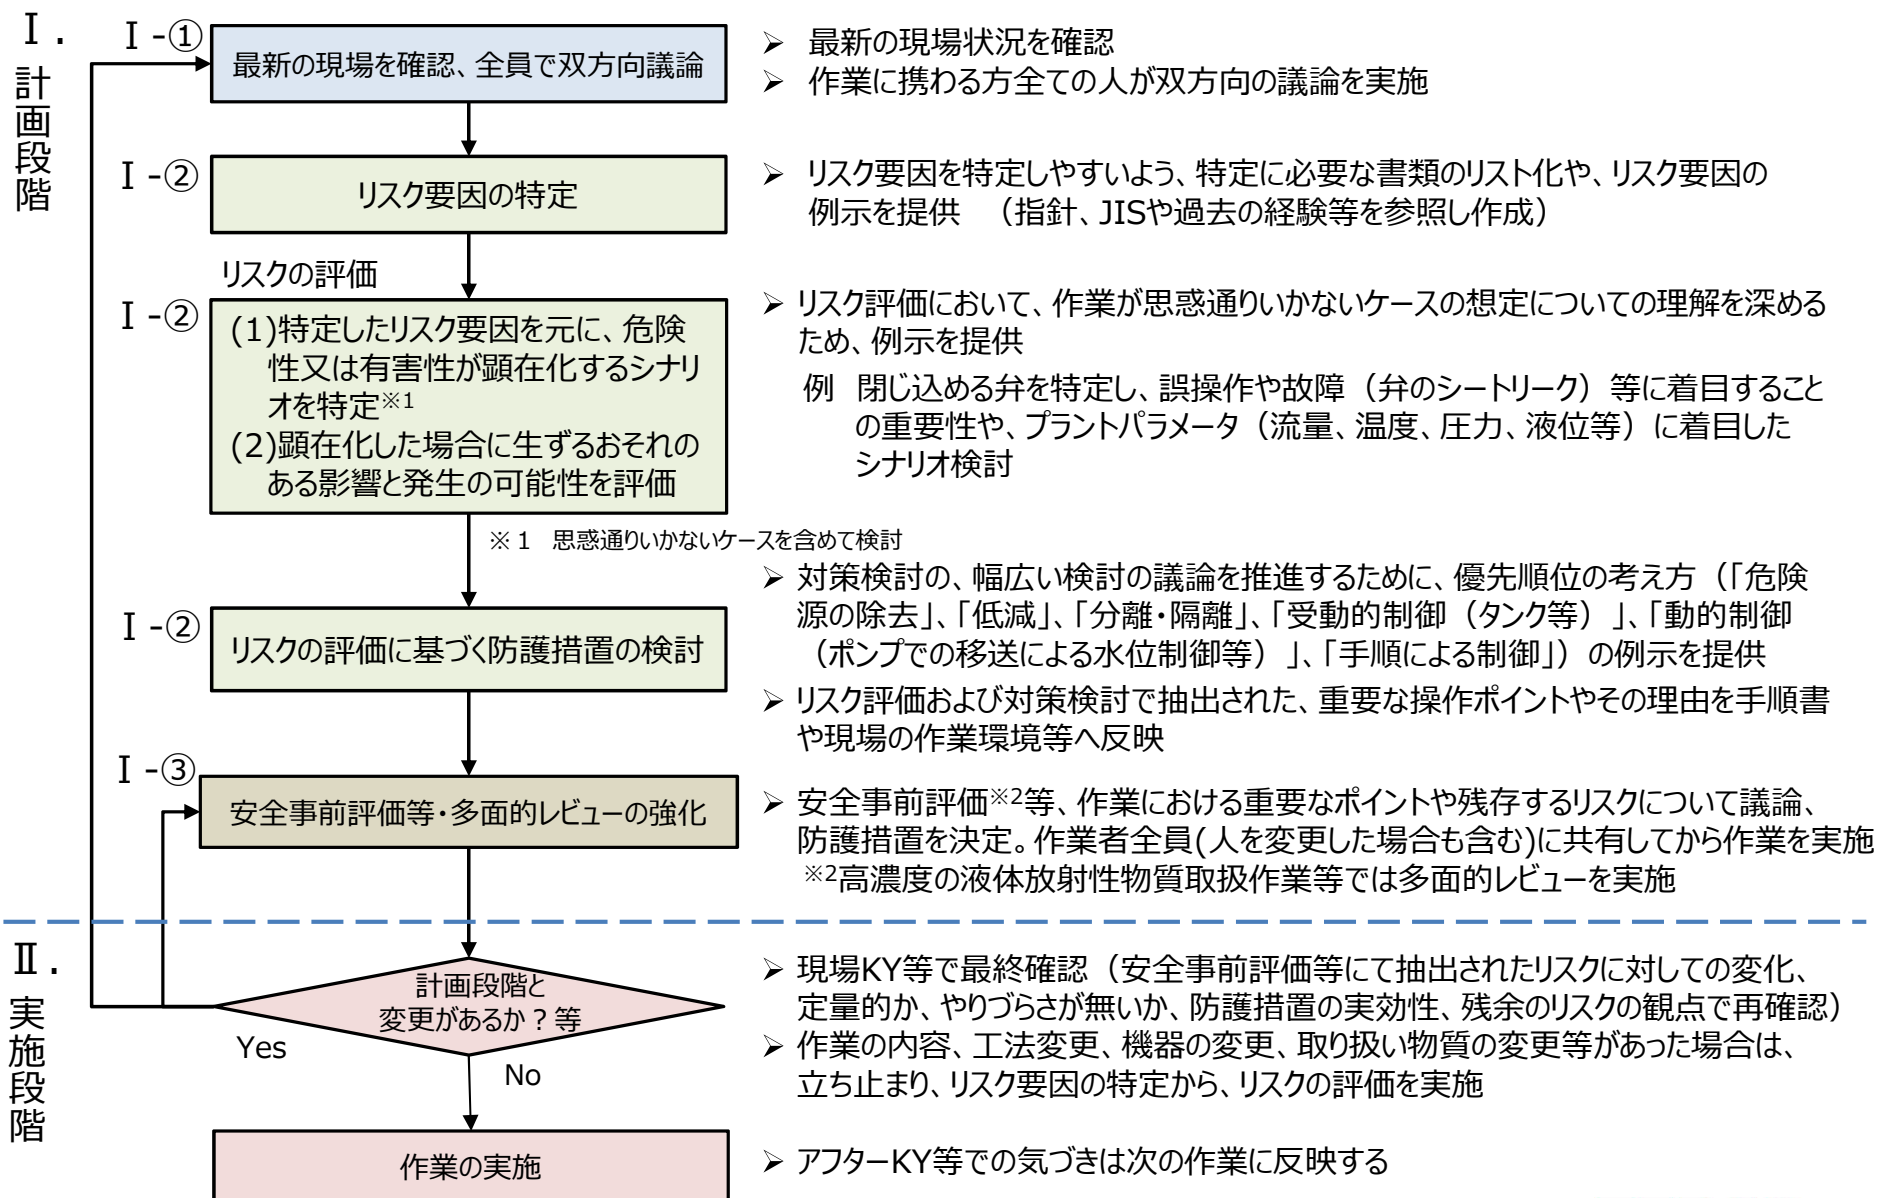 Ⅰ.
計画段階
Ⅰ-①
最新の現場を確認、全員で双方向議論
➢ 最新の現場状況を確認
➢ 作業に携わる方全ての人が双方向の議論を実施
Ⅰ-②
リスク要因の特定
➢ リスク要因を特定しやすいよう、特定に必要な書類のリスト化や、リスク要因の
例示を提供 （指針、JISや過去の経験等を参照し作成）
リスクの評価
Ⅰ-②
(1)特定したリスク要因を元に、危険
性又は有害性が顕在化するシナリ
オを特定※1
(2)顕在化した場合に生ずるおそれの
ある影響と発生の可能性を評価
➢ リスク評価において、作業が思惑通りいかないケースの想定についての理解を深める
ため、例示を提供
例 閉じ込める弁を特定し、誤操作や故障（弁のシートリーク）等に着目すること
の重要性や、プラントパラメータ（流量、温度、圧力、液位等）に着目した
シナリオ検討
※１ 思惑通りいかないケースを含めて検討
Ⅰ-②
リスクの評価に基づく防護措置の検討
➢ 対策検討の、幅広い検討の議論を推進するために、優先順位の考え方（「危険
源の除去」、「低減」、「分離・隔離」、「受動的制御（タンク等）」、「動的制御
（ポンプでの移送による水位制御等）」、「手順による制御」）の例示を提供
➢ リスク評価および対策検討で抽出された、重要な操作ポイントやその理由を手順書
や現場の作業環境等へ反映
Ⅰ-③
安全事前評価等・多面的レビューの強化
➢ 安全事前評価※2等、作業における重要なポイントや残存するリスクについて議論、
防護措置を決定。作業者全員(人を変更した場合も含む)に共有してから作業を実施
※2高濃度の液体放射性物質取扱作業等では多面的レビューを実施
Ⅱ.
実施段階
計画段階と
変更があるか？等
Yes
No
➢ 現場KY等で最終確認（安全事前評価等にて抽出されたリスクに対しての変化、
定量的か、やりづらさが無いか、防護措置の実効性、残余のリスクの観点で再確認）
➢ 作業の内容、工法変更、機器の変更、取り扱い物質の変更等があった場合は、
立ち止まり、リスク要因の特定から、リスクの評価を実施
作業の実施
➢ アフターKY等での気づきは次の作業に反映する